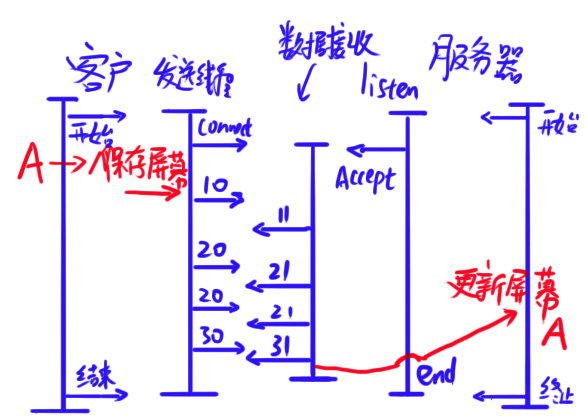 客户
发送线程
数据接收
listen
服务器
开始
Connect
开始
A
保存屏幕
Accept
10
11
20
21
更新屏幕
20
21
A
30
31
结束
end
终止